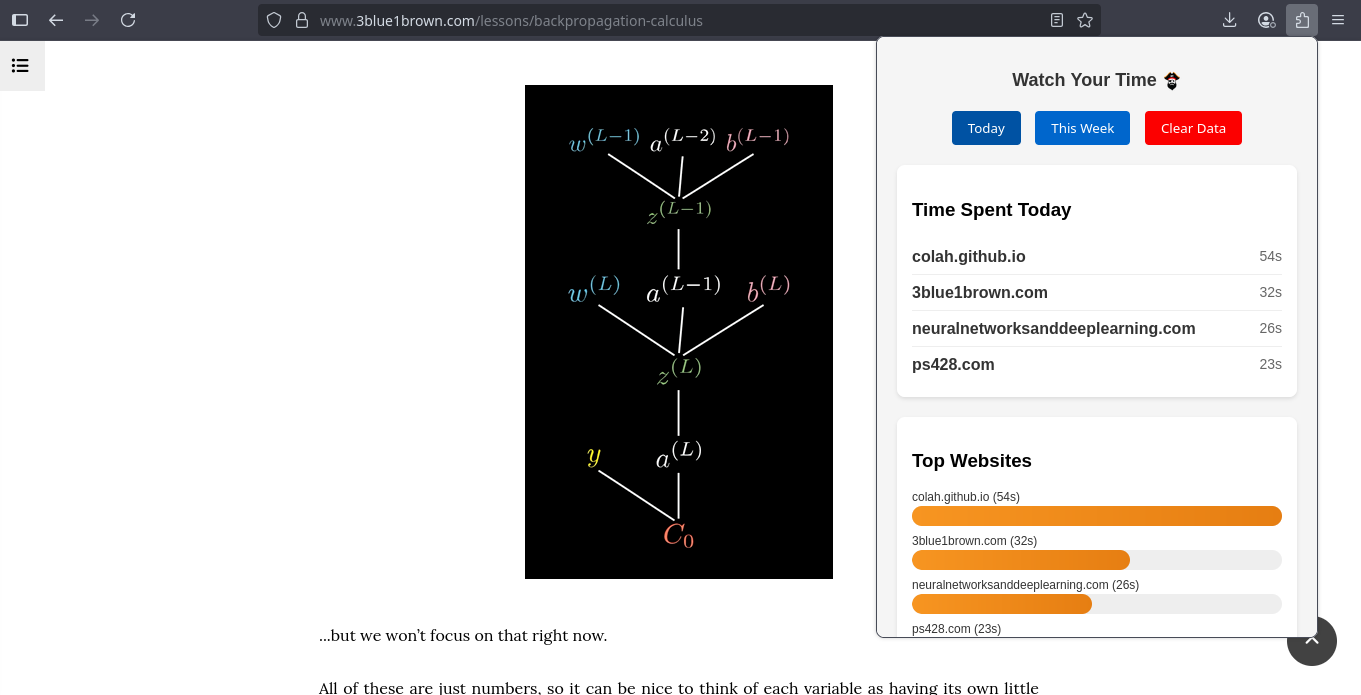 www.3blue1brown.com/lessons/backpropagation-calculus
w^(L−1) a^(L−2) b^(L−1)
z^(L−1)
w^(L) a^(L−1) b^(L)
z^(L)
y a^(L)
C₀
...but we won’t focus on that right now.
All of these are just numbers, so it can be nice to think of each variable as having its own little
Watch Your Time
Today This Week Clear Data
Time Spent Today
colah.github.io 54s
3blue1brown.com 32s
neuralnetworksanddeeplearning.com 26s
ps428.com 23s
Top Websites
colah.github.io (54s)
3blue1brown.com (32s)
neuralnetworksanddeeplearning.com (26s)
ps428.com (23s)